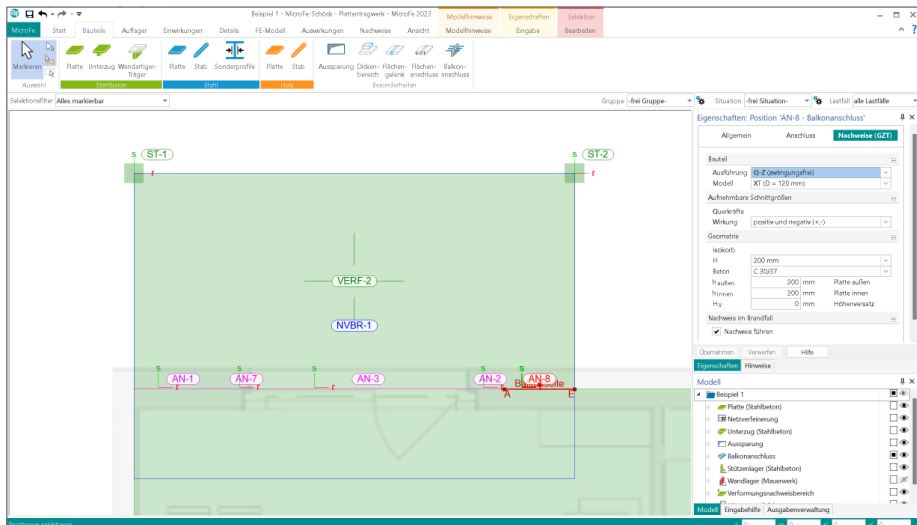 Beispiel 1 - MicroFe-Schöck - Plattentragwerk - MicroFe 2023
Modellhinweise Eigenschaften Selektion
MicroFe Start Bauteile Auflager Einwirkungen Details FE-Modell Auswirkungen Nachweise Ansicht Modellhinweise Eingabe Bearbeiten
Markieren Platte Unterzug Wandartiger- Platte Stab Sonderprofile Platte Stab Aussparung Dicken- Flächen- Flächen- Balkon-
Träger bereich gelenk anschluss anschluss
Auswahl Stahlbeton Stahl Holz Besonderheiten
Selektionsfilter Alles markierbar Gruppe -frei Gruppe- Situation -frei Situation- Lastfall alle Lastfälle
Eigenschaften: Position 'AN-8 - Balkonanschluss'
Allgemein Anschluss Nachweise (GZT)
Bauteil
Ausführung Q-Z (zwängungsfrei)
Modell XT (D = 120 mm)
Aufnehmbare Schnittgrößen
Querkräfte
Wirkung positiv und negativ (+,-)
Geometrie
Isokorb
H 200 mm
Beton C 30/37
h außen 200 mm Platte außen
h innen 200 mm Platte innen
H v 0 mm Höhenversatz
Nachweis im Brandfall
Nachweis führen
Übernehmen Verwerfen Hilfe
Eigenschaften Hinweise
s ST-1 s ST-2
r r
VERF-2
NVBR-1
s s s s s
AN-1 AN-7 AN-3 AN-2 AN-8
r r r r
A E
Modell
Beispiel 1
Platte (Stahlbeton)
Netzverfeinerung
Unterzug (Stahlbeton)
Aussparung
Balkonanschluss
Stützenlager (Stahlbeton)
Wandlager (Mauerwerk)
Verformungsnachweisbereich
Modell Eingabehilfe Ausgabenverwaltung
Positionen selektieren